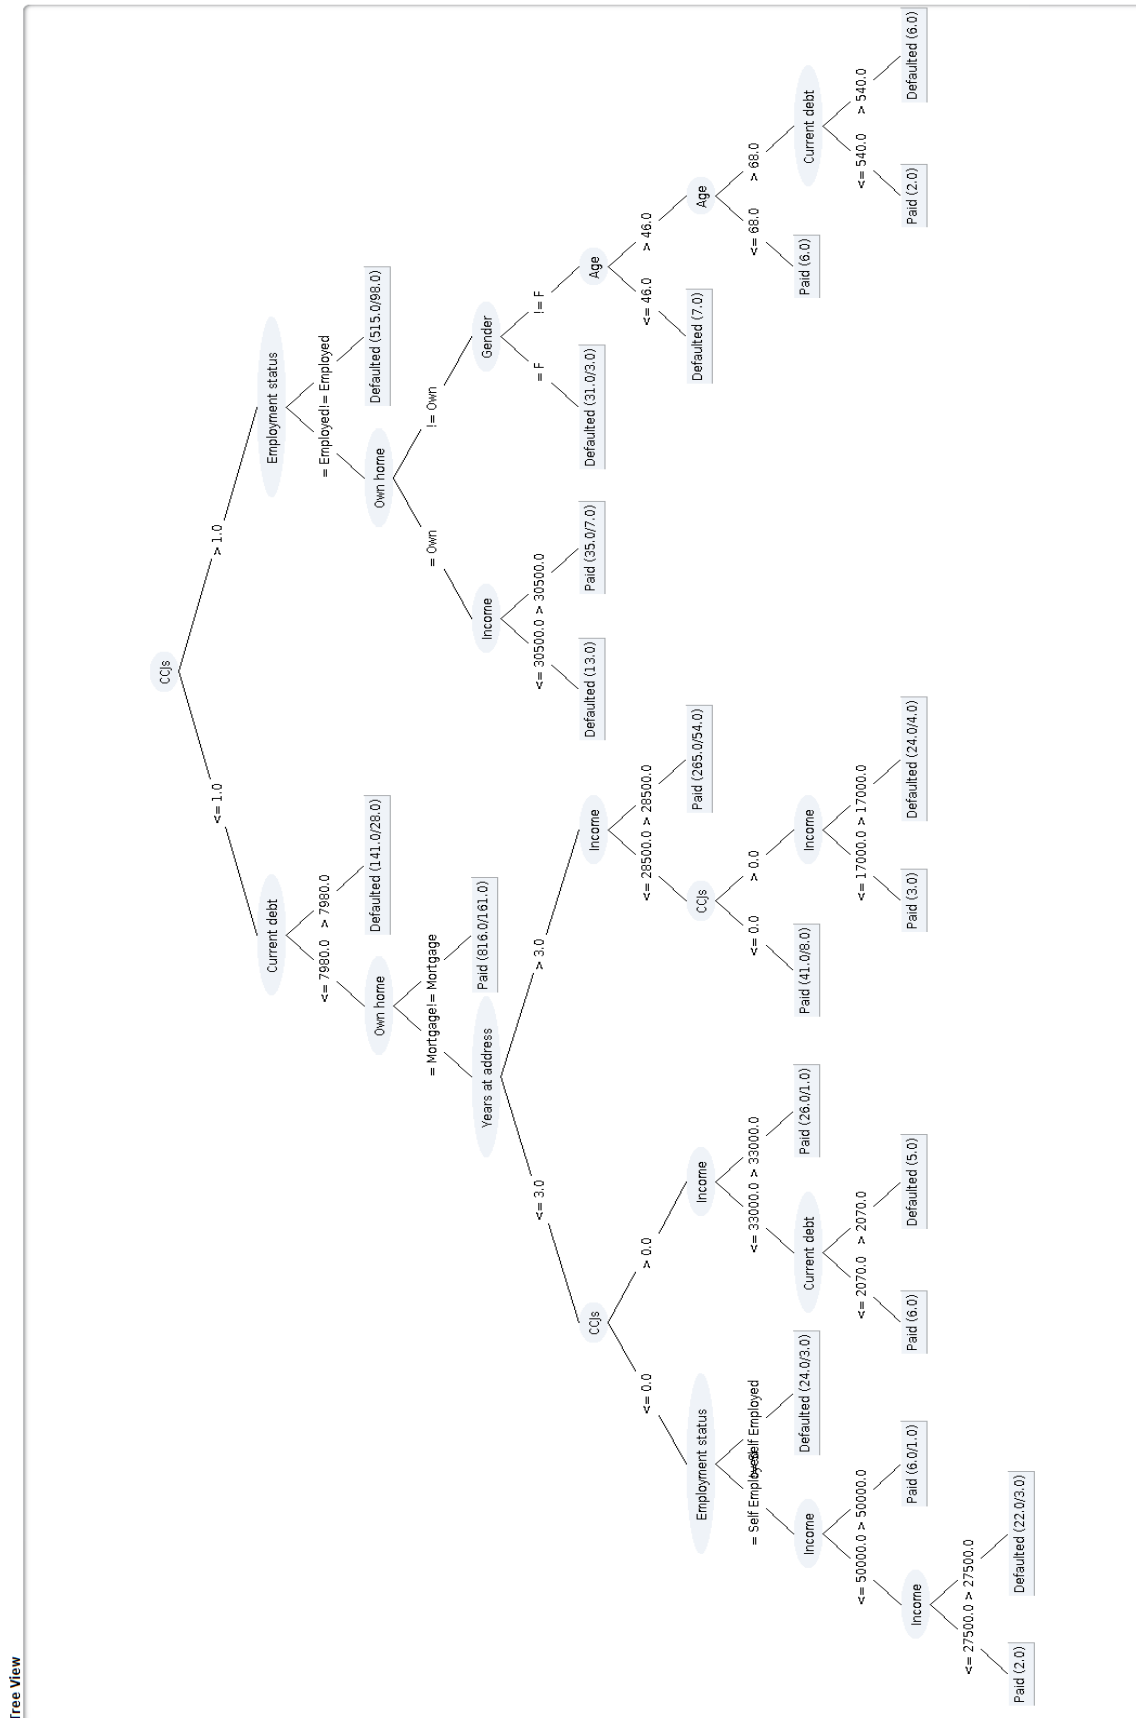 Tree View
CCJs
<= 1.0
> 1.0
Current debt
Employment status
<= 7980.0
> 7980.0
= Employed
!= Employed
Own home
Defaulted (141.0/28.0)
Own home
Defaulted (515.0/98.0)
= Mortgage
!= Mortgage
= Own
!= Own
Years at address
Paid (816.0/161.0)
Income
Gender
<= 3.0
> 3.0
<= 30500.0
> 30500.0
= F
!= F
CCJs
Income
Defaulted (13.0)
Paid (35.0/7.0)
Defaulted (31.0/3.0)
Age
<= 0.0
> 0.0
<= 28500.0
> 28500.0
<= 46.0
> 46.0
Employment status
Income
CCJs
Paid (265.0/54.0)
Defaulted (7.0)
Age
= Self Employed
!= Self Employed
<= 33000.0
> 33000.0
<= 0.0
> 0.0
<= 68.0
> 68.0
Income
Defaulted (24.0/3.0)
Current debt
Paid (26.0/1.0)
Paid (41.0/8.0)
Income
Paid (6.0)
Current debt
<= 50000.0
> 50000.0
<= 2070.0
> 2070.0
<= 17000.0
> 17000.0
<= 540.0
> 540.0
Income
Paid (6.0/1.0)
Paid (6.0)
Defaulted (5.0)
Paid (3.0)
Defaulted (24.0/4.0)
Paid (2.0)
Defaulted (6.0)
<= 27500.0
> 27500.0
Paid (2.0)
Defaulted (22.0/3.0)